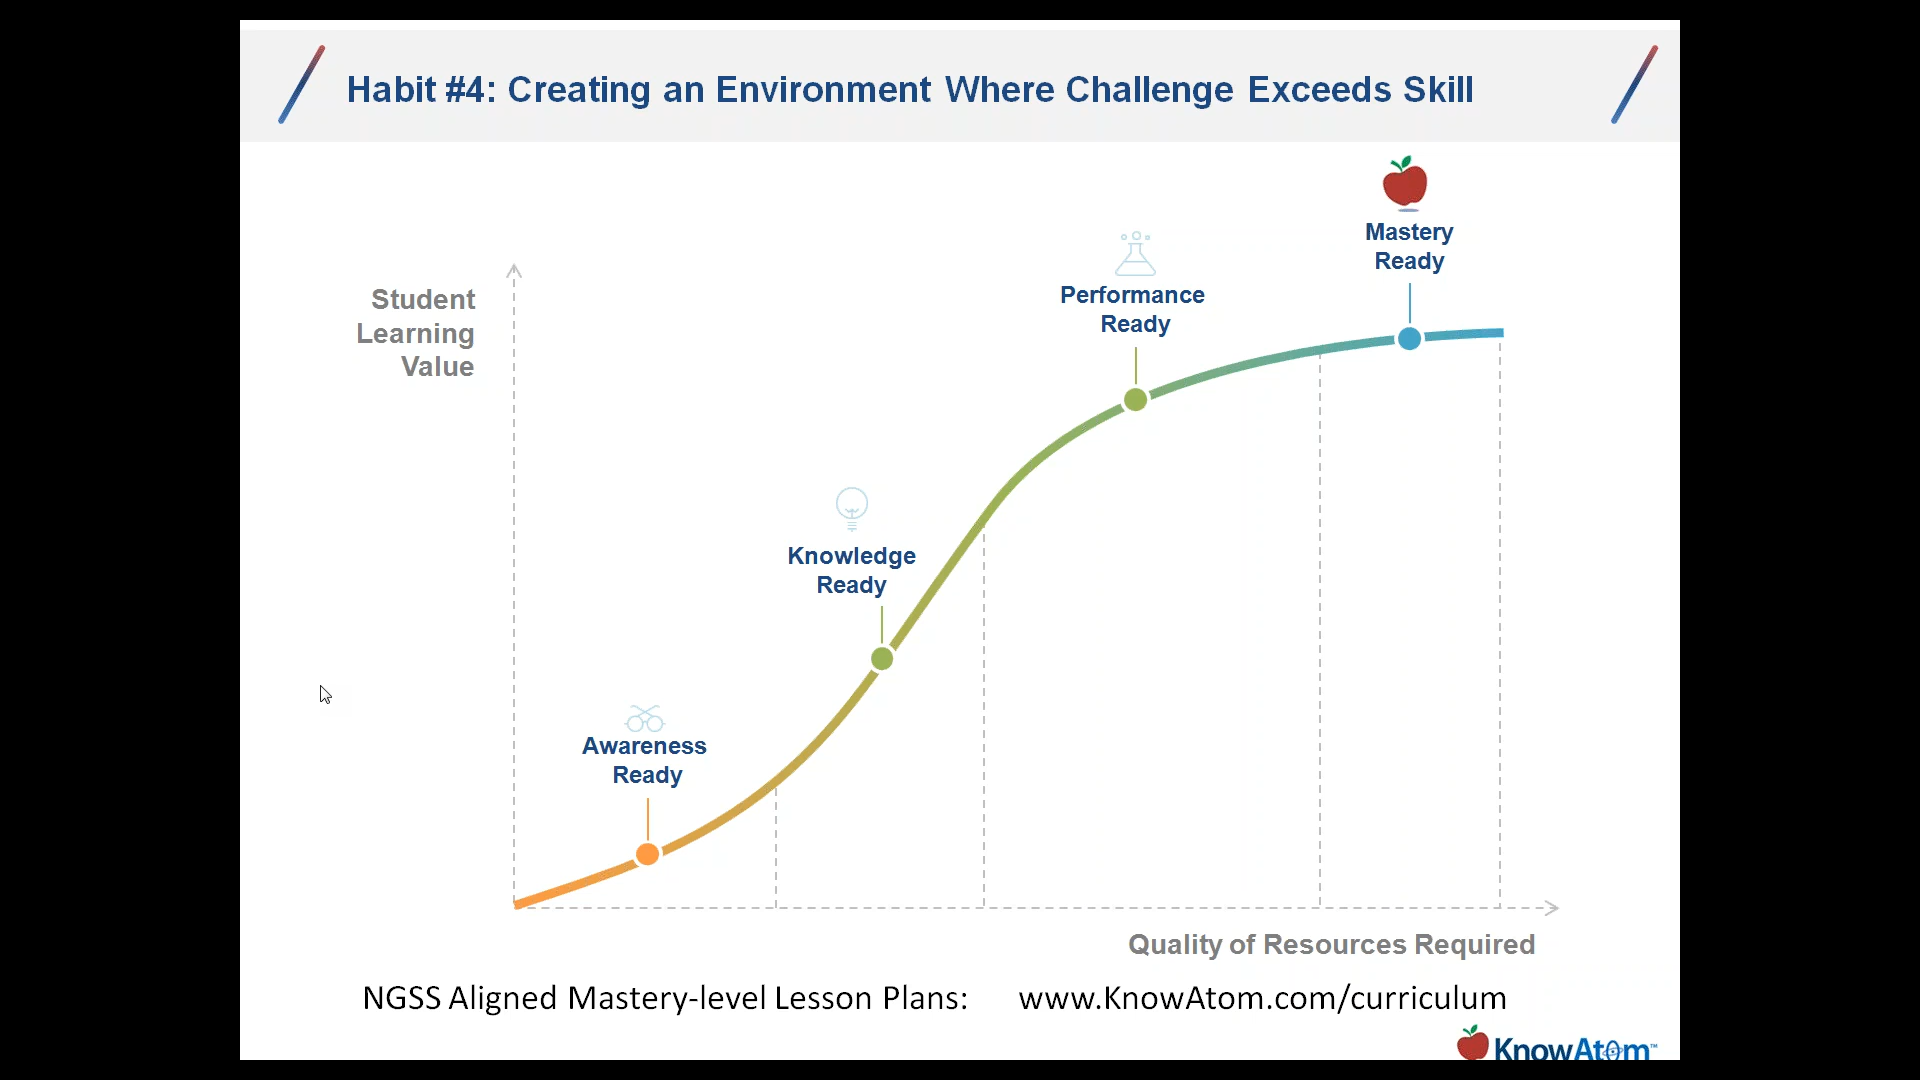 Habit #4: Creating an Environment Where Challenge Exceeds Skill
Mastery
Ready
Performance
Ready
Student
Learning
Value
Knowledge
Ready
Awareness
Ready
Quality of Resources Required
NGSS Aligned Mastery-level Lesson Plans: www.KnowAtom.com/curriculum
KnowAtom™